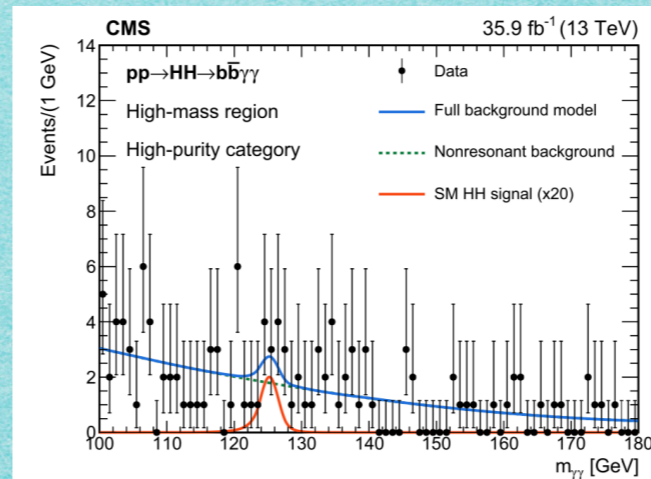 CMS 35.9 fb⁻¹ (13 TeV)
Events/(1 GeV)
14
12
10
8
6
4
2
0
pp→HH→bb̅γγ
High-mass region
High-purity category
Data
Full background model
Nonresonant background
SM HH signal (x20)
100 110 120 130 140 150 160 170 180
mγγ [GeV]